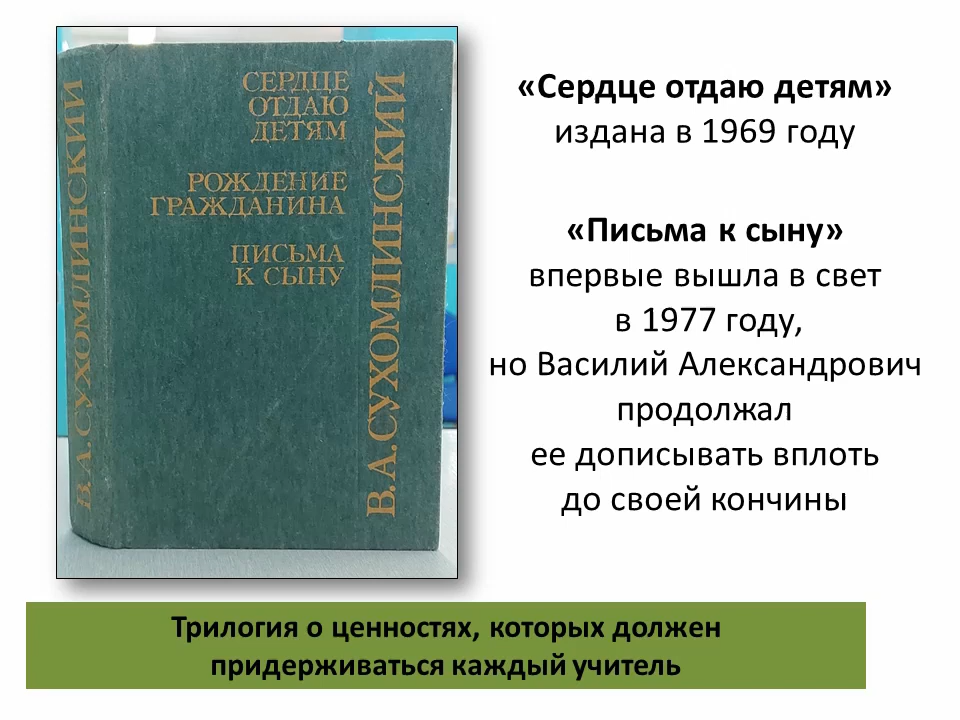 В.А.СУХОМЛИНСКИЙ
СЕРДЦЕ
ОТДАЮ
ДЕТЯМ
РОЖДЕНИЕ
ГРАЖДАНИНА
ПИСЬМА
К СЫНУ
В.А.СУХОМЛИНСКИЙ
«Сердце отдаю детям»
издана в 1969 году
«Письма к сыну»
впервые вышла в свет
в 1977 году,
но Василий Александрович
продолжал
ее дописывать вплоть
до своей кончины
Трилогия о ценностях, которых должен
придерживаться каждый учитель